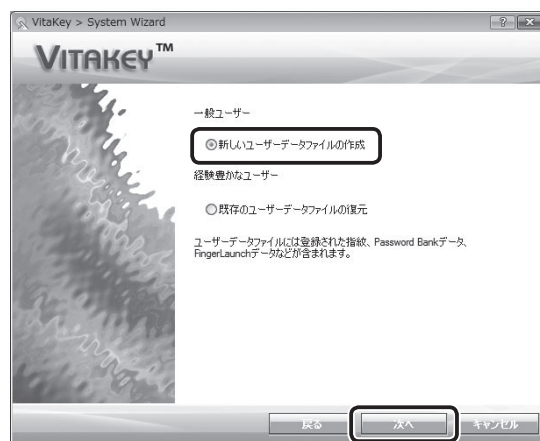 VitaKey > System Wizard
VITAKEY™
一般ユーザー
新しいユーザーデータファイルの作成
経験豊かなユーザー
既存のユーザーデータファイルの復元
ユーザーデータファイルには登録された指紋、Password Bankデータ、
FingerLaunchデータなどが含まれます。
戻る 次へ キャンセル